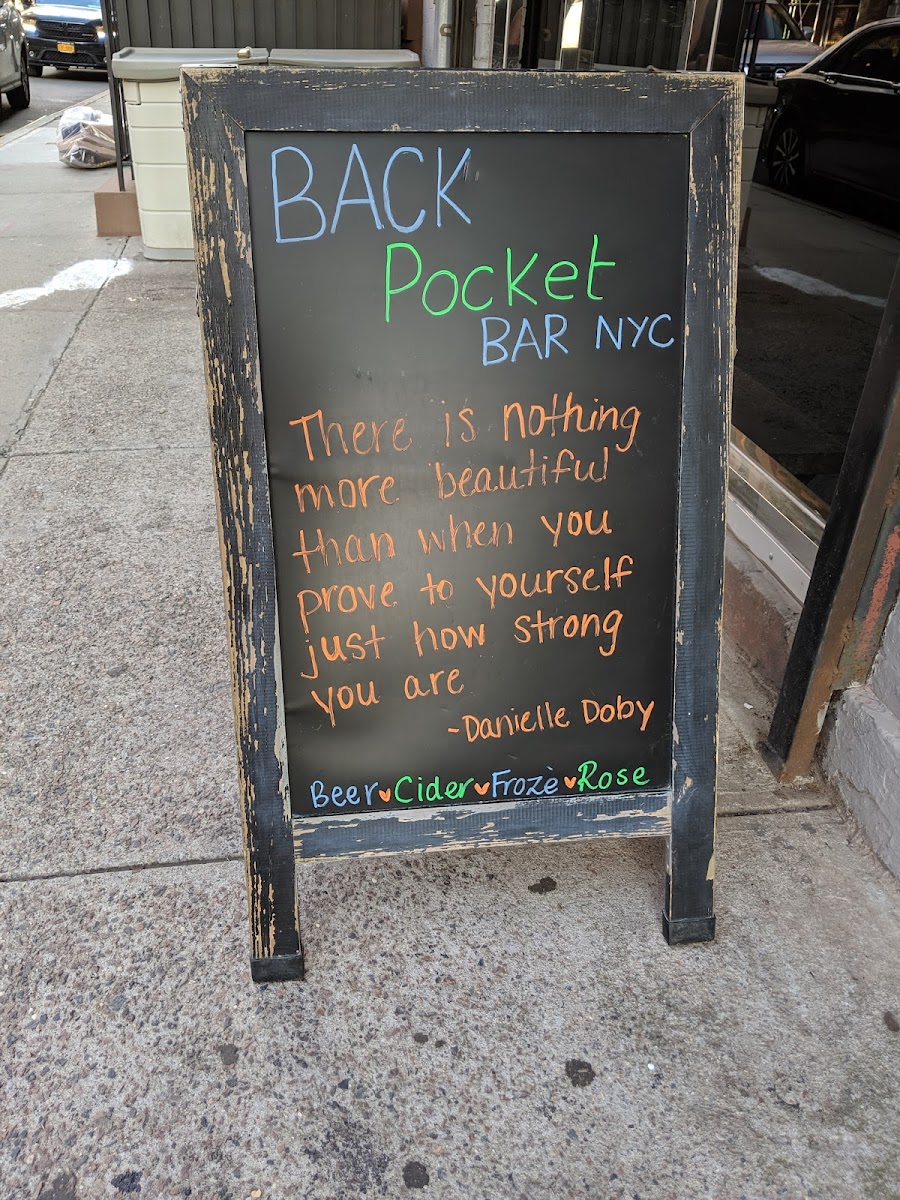 BACK
Pocket
BAR NYC
There is nothing
more beautiful
than when you
prove to yourself
just how strong
you are
-Danielle Doby
Beer♥Cider♥Frozè♥Rose